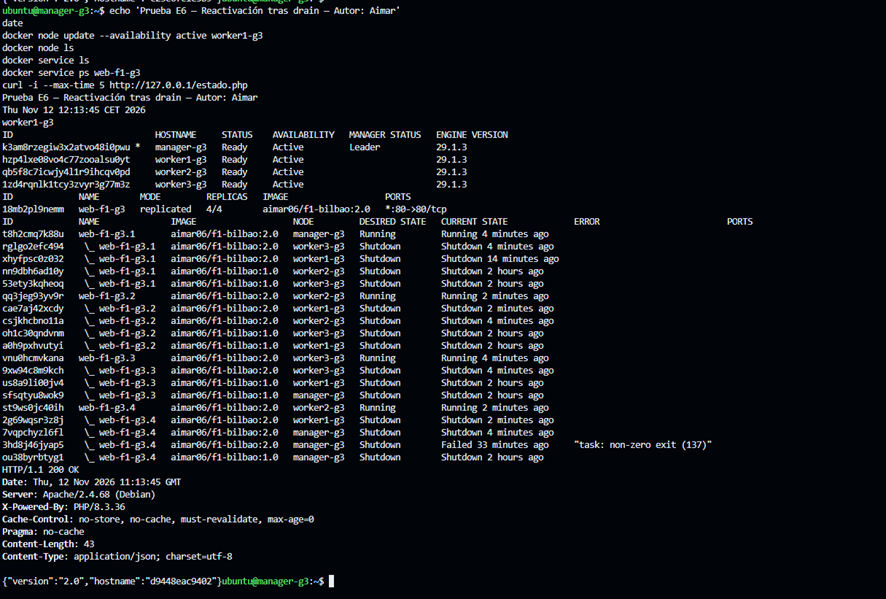 ubuntu@manager-g3:~$ echo 'Prueba E6 — Reactivación tras drain — Autor: Aimar'
date
docker node update --availability active worker1-g3
docker node ls
docker service ls
docker service ps web-f1-g3
curl -i --max-time 5 http://127.0.0.1/estado.php
Prueba E6 — Reactivación tras drain — Autor: Aimar
Thu Nov 12 12:13:45 CET 2026
worker1-g3
ID HOSTNAME STATUS AVAILABILITY MANAGER STATUS ENGINE VERSION
k3am8rzegiw3x2atvo48i0pwu * manager-g3 Ready Active Leader 29.1.3
hzp4lxe08vo4c77zooalsu0yt worker1-g3 Ready Active 29.1.3
qb5f8c7icwjy4l1r9ihcqv0pd worker2-g3 Ready Active 29.1.3
1zd4rqnlk1tcy3zvyr3g77m3z worker3-g3 Ready Active 29.1.3
ID NAME MODE REPLICAS IMAGE PORTS
18mb2pl9nemm web-f1-g3 replicated 4/4 aimar06/f1-bilbao:2.0 *:80->80/tcp
ID NAME IMAGE NODE DESIRED STATE CURRENT STATE ERROR PORTS
t8h2cmq7k88u web-f1-g3.1 aimar06/f1-bilbao:2.0 manager-g3 Running Running 4 minutes ago
rglgo2efc494 \_ web-f1-g3.1 aimar06/f1-bilbao:2.0 worker3-g3 Shutdown Shutdown 4 minutes ago
xhyfpsc0z032 \_ web-f1-g3.1 aimar06/f1-bilbao:2.0 worker1-g3 Shutdown Shutdown 14 minutes ago
nn9dbh6ad10y \_ web-f1-g3.1 aimar06/f1-bilbao:2.0 worker2-g3 Shutdown Shutdown 2 hours ago
53ety3kqheoq \_ web-f1-g3.1 aimar06/f1-bilbao:1.0 worker3-g3 Shutdown Shutdown 2 hours ago
qq3jeg93yv9r web-f1-g3.2 aimar06/f1-bilbao:2.0 worker2-g3 Running Running 2 minutes ago
cae7aj42xcdy \_ web-f1-g3.2 aimar06/f1-bilbao:2.0 worker1-g3 Shutdown Shutdown 2 minutes ago
csjkhcbno11a \_ web-f1-g3.2 aimar06/f1-bilbao:2.0 worker2-g3 Shutdown Shutdown 4 minutes ago
oh1c30qndvnm \_ web-f1-g3.2 aimar06/f1-bilbao:2.0 worker3-g3 Shutdown Shutdown 2 hours ago
a0h9pxhvutyi \_ web-f1-g3.2 aimar06/f1-bilbao:1.0 worker2-g3 Shutdown Shutdown 2 hours ago
vnu0hcmvkana web-f1-g3.3 aimar06/f1-bilbao:2.0 worker3-g3 Running Running 4 minutes ago
9xw94c8m9kch \_ web-f1-g3.3 aimar06/f1-bilbao:2.0 manager-g3 Shutdown Shutdown 4 minutes ago
us8a9li00jv4 \_ web-f1-g3.3 aimar06/f1-bilbao:1.0 worker1-g3 Shutdown Shutdown 2 hours ago
sfsqtyu8wok9 \_ web-f1-g3.3 aimar06/f1-bilbao:1.0 manager-g3 Shutdown Shutdown 2 hours ago
st9ws0jc40ih web-f1-g3.4 aimar06/f1-bilbao:2.0 worker2-g3 Running Running 2 minutes ago
2g69wqsr3z8j \_ web-f1-g3.4 aimar06/f1-bilbao:2.0 worker1-g3 Shutdown Shutdown 2 minutes ago
7vqpchyzl6fl \_ web-f1-g3.4 aimar06/f1-bilbao:2.0 manager-g3 Shutdown Shutdown 4 minutes ago
3hd8j46jyap5 \_ web-f1-g3.4 aimar06/f1-bilbao:2.0 manager-g3 Shutdown Failed 33 minutes ago "task: non-zero exit (137)"
ou38byrbtyg1 \_ web-f1-g3.4 aimar06/f1-bilbao:1.0 manager-g3 Shutdown Shutdown 2 hours ago
HTTP/1.1 200 OK
Date: Thu, 12 Nov 2026 11:13:45 GMT
Server: Apache/2.4.68 (Debian)
X-Powered-By: PHP/8.3.36
Cache-Control: no-store, no-cache, must-revalidate, max-age=0
Pragma: no-cache
Content-Length: 43
Content-Type: application/json; charset=utf-8
{"version":"2.0","hostname":"d9448eac9402"}ubuntu@manager-g3:~$